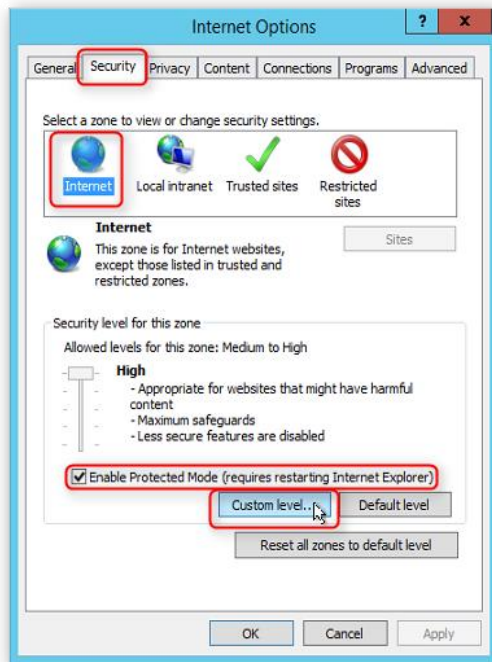 Internet Options
?
x
General
Security
Privacy
Content
Connections
Programs
Advanced
Select a zone to view or change security settings.
Internet
Local intranet
Trusted sites
Restricted
sites
Internet
This zone is for Internet websites,
except those listed in trusted and
restricted zones.
Sites
Security level for this zone
Allowed levels for this zone: Medium to High
High
- Appropriate for websites that might have harmful
content
- Maximum safeguards
- Less secure features are disabled
Enable Protected Mode (requires restarting Internet Explorer)
Custom level...
Default level
Reset all zones to default level
OK
Cancel
Apply